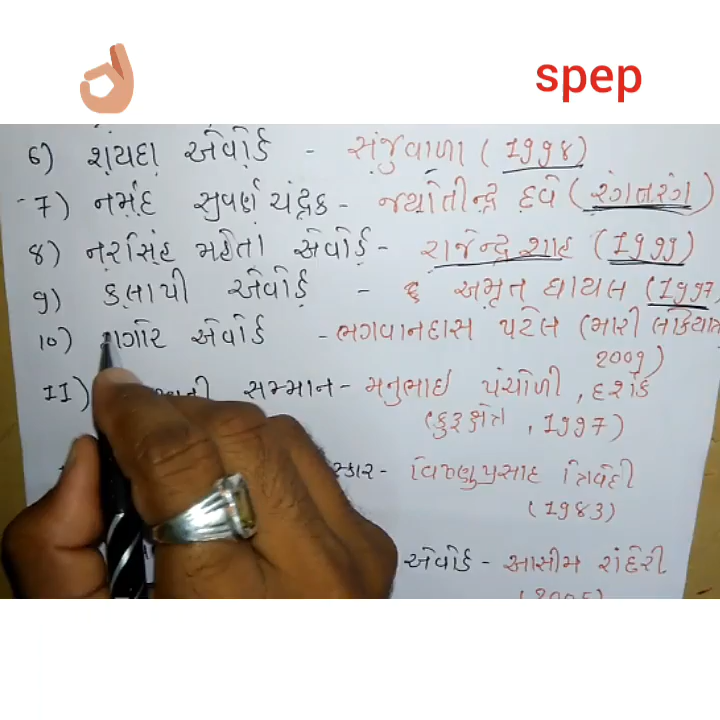 spep
6) શયદા એવોર્ડ - સંજુવાળા (1998)
7) નર્મદ સુવર્ણ ચંદ્રક - જ્યોતીન્દ્ર દવે (રંગતરંગ)
8) નરસિંહ મહેતા એવોર્ડ - રાજેન્દ્ર શાહ (1999)
9) કલાપી એવોર્ડ - અમૃત ઘાયલ (1997,
10) એવોર્ડ - ભગવાનદાસ પટેલ (મારી લોકયાત્રા
2001)
11) સમ્માન - મનુભાઇ પંચોળી, દર્શક
(કુરૂક્ષેત્ર, 1997)
સ્કાર - વિષ્ણુપ્રસાદ ત્રિવેદી
(1983)
એવોર્ડ - આસીમ રાંદેરી